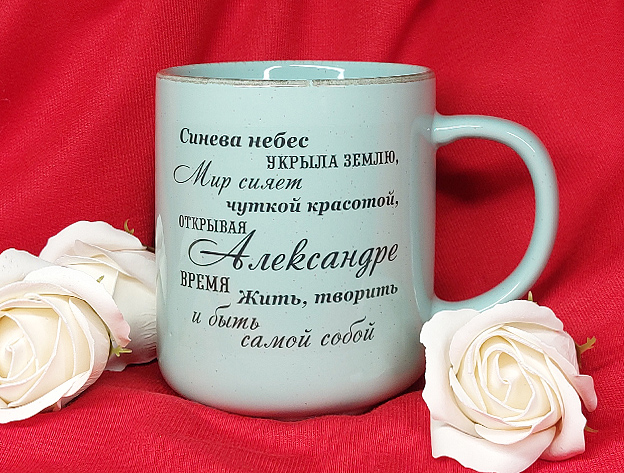 Синева небес
УКРЫЛА ЗЕМЛЮ,
Мир сияет
чуткой красотой,
ОТКРЫВАЯ
Александре
ВРЕМЯ
Жить, творить
и быть
самой собой